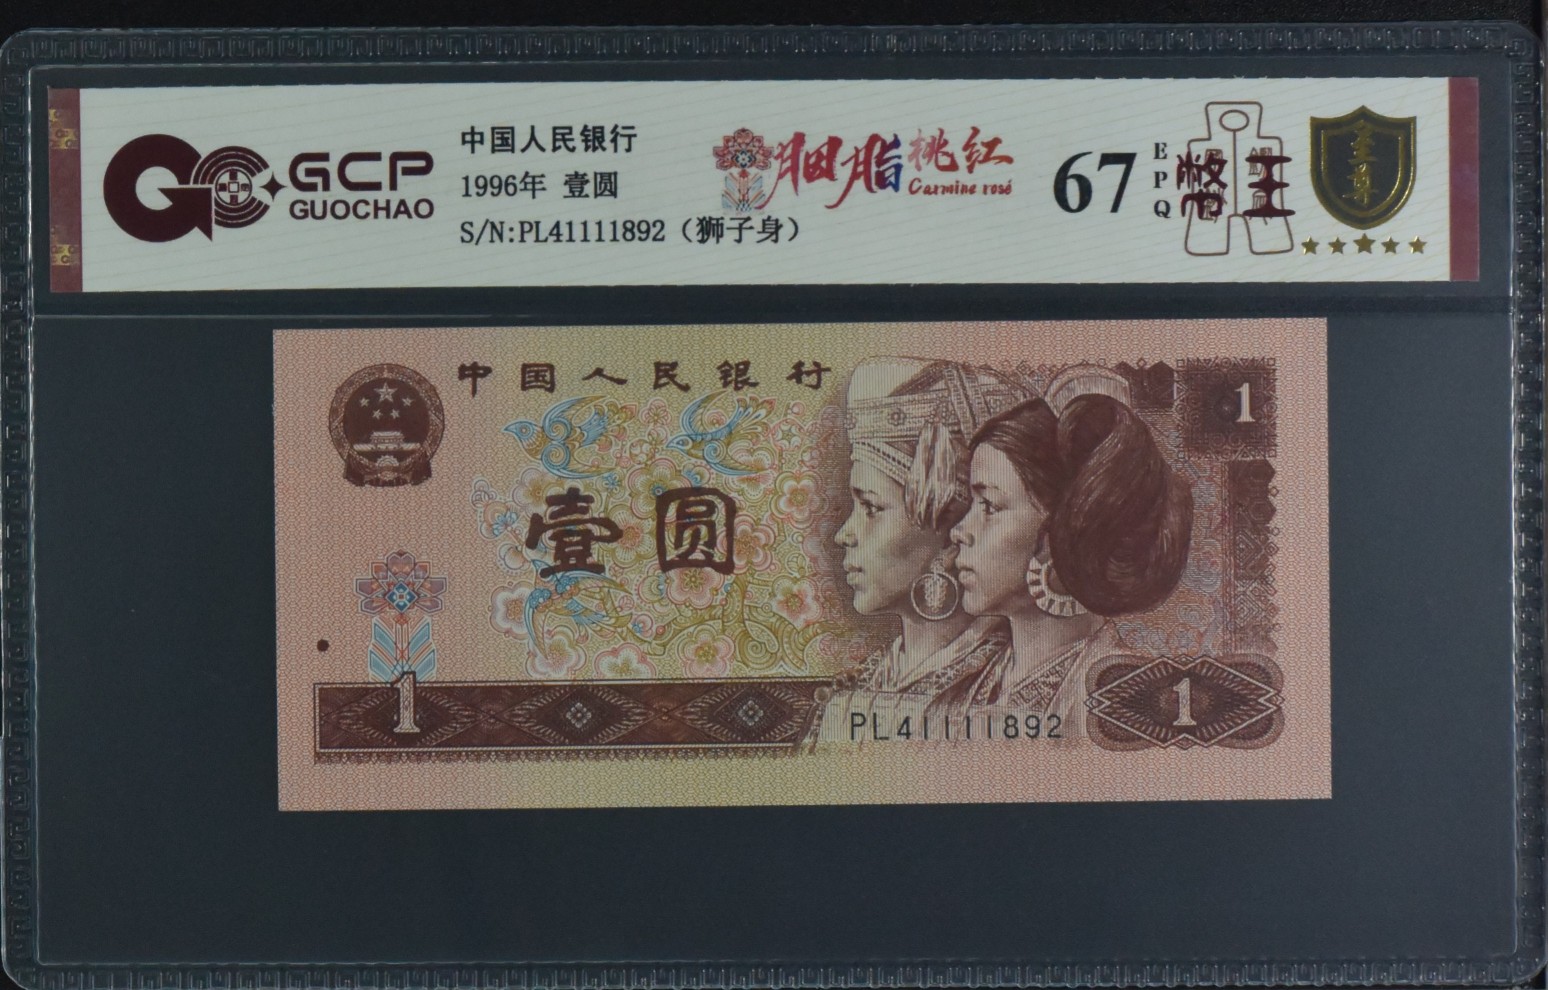 GCP
GUOCHAO
中国人民银行
1996年 壹圆
S/N:PL41111892（狮子身）
胭脂桃红
Carmine rosé
67
EPQ
币王
至尊
中国人民银行
1
壹圆
1
PL41111892
1